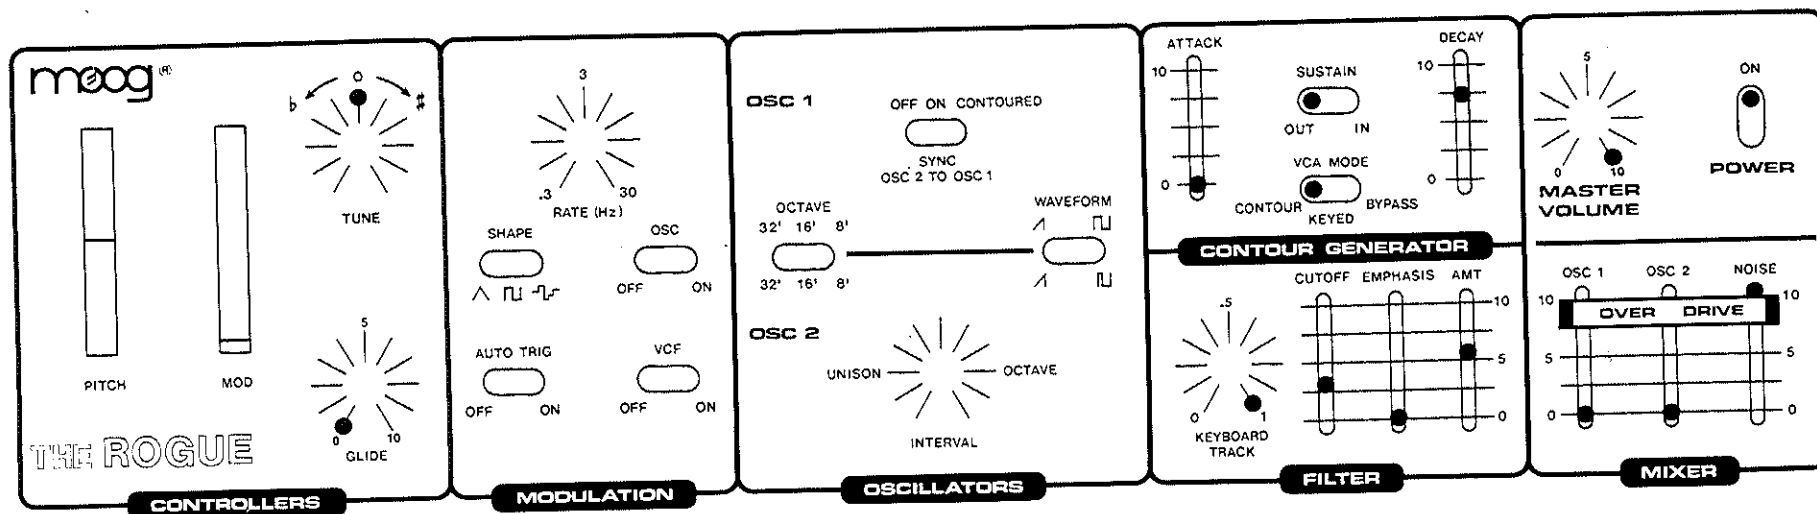 moog (R)
♭ 0 ♯
TUNE
PITCH
MOD
5
0 10
GLIDE
THE ROGUE
CONTROLLERS
3
.3 30
RATE (Hz)
SHAPE
OSC
OFF ON
AUTO TRIG
OFF ON
VCF
OFF ON
MODULATION
OSC 1
OFF ON CONTOURED
SYNC
OSC 2 TO OSC 1
OCTAVE
32' 16' 8'
32' 16' 8'
WAVEFORM
OSC 2
UNISON OCTAVE
INTERVAL
OSCILLATORS
ATTACK
10
0
SUSTAIN
OUT IN
VCA MODE
CONTOUR BYPASS
KEYED
DECAY
10
0
CONTOUR GENERATOR
.5
0 1
KEYBOARD
TRACK
CUTOFF EMPHASIS AMT
10
5
0
FILTER
5
0 10
MASTER
VOLUME
ON
POWER
OSC 1 OSC 2 NOISE
10 10
OVER DRIVE
5 5
0 0
MIXER